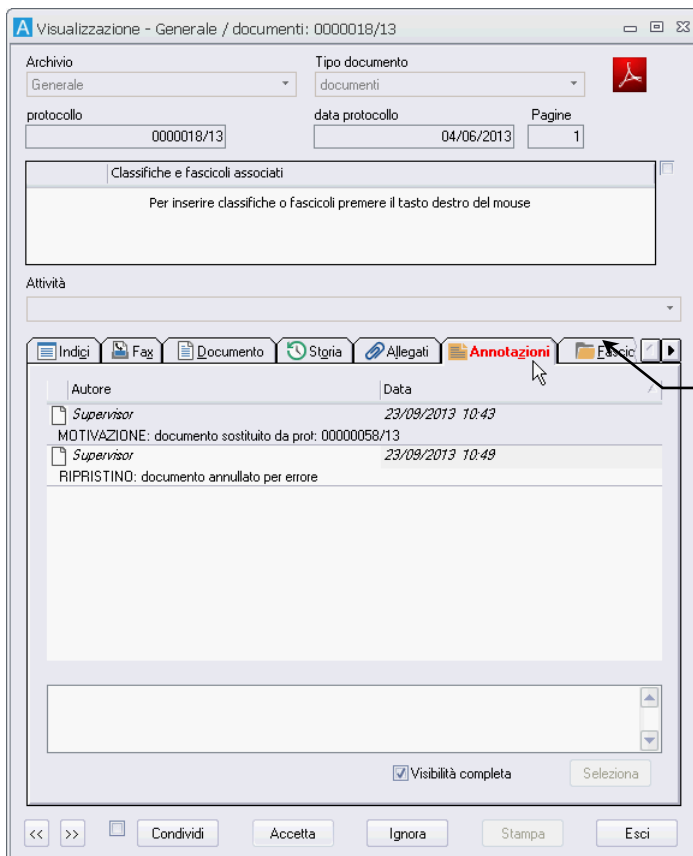 Visualizzazione - Generale / documenti: 0000018/13
Archivio Tipo documento
Generale documenti
protocollo data protocollo Pagine
0000018/13 04/06/2013 1
Classifiche e fascicoli associati
Per inserire classifiche o fascicoli premere il tasto destro del mouse
Attività
Indici Fax Documento Storia Allegati Annotazioni Fascic
Autore Data
Supervisor 23/09/2013 10:43
MOTIVAZIONE: documento sostituito da prot: 00000058/13
Supervisor 23/09/2013 10:49
RIPRISTINO: documento annullato per errore
Visibilità completa Seleziona
<< >> Condividi Accetta Ignora Stampa Esci